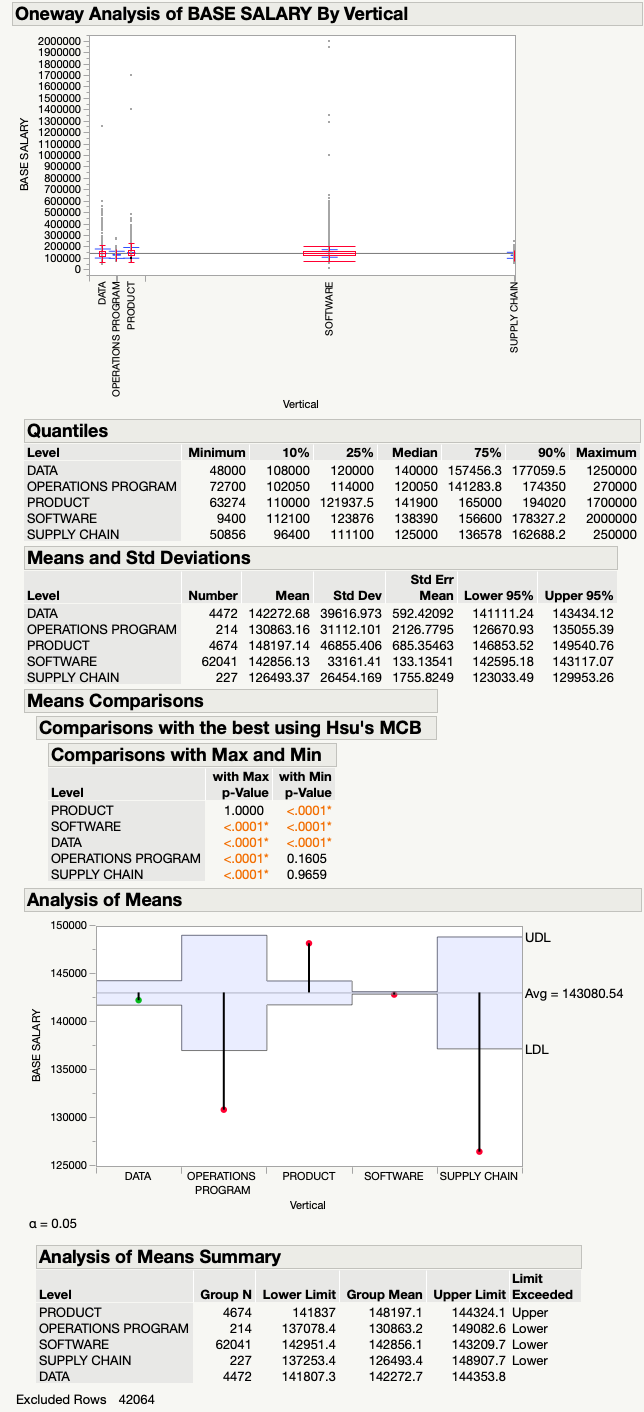 Oneway Analysis of BASE SALARY By Vertical
2000000
1900000
1800000
1700000
1600000
1500000
1400000
1300000
1200000
1100000
1000000
900000
800000
700000
600000
500000
400000
300000
200000
100000
0
BASE SALARY
DATA
OPERATIONS PROGRAM
PRODUCT
SOFTWARE
SUPPLY CHAIN
Vertical
Quantiles
Level Minimum 10% 25% Median 75% 90% Maximum
DATA 48000 108000 120000 140000 157456.3 177059.5 1250000
OPERATIONS PROGRAM 72700 102050 114000 120050 141283.8 174350 270000
PRODUCT 63274 110000 121937.5 141900 165000 194020 1700000
SOFTWARE 9400 112100 123876 138390 156600 178327.2 2000000
SUPPLY CHAIN 50856 96400 111100 125000 136578 162688.2 250000
Means and Std Deviations
Level Number Mean Std Dev Std Err Mean Lower 95% Upper 95%
DATA 4472 142272.68 39616.973 592.42092 141111.24 143434.12
OPERATIONS PROGRAM 214 130863.16 31112.101 2126.7795 126670.93 135055.39
PRODUCT 4674 148197.14 46855.406 685.35463 146853.52 149540.76
SOFTWARE 62041 142856.13 33161.41 133.13541 142595.18 143117.07
SUPPLY CHAIN 227 126493.37 26454.169 1755.8249 123033.49 129953.26
Means Comparisons
Comparisons with the best using Hsu's MCB
Comparisons with Max and Min
Level with Max p-Value with Min p-Value
PRODUCT 1.0000 <.0001*
SOFTWARE <.0001* <.0001*
DATA <.0001* <.0001*
OPERATIONS PROGRAM <.0001* 0.1605
SUPPLY CHAIN <.0001* 0.9659
Analysis of Means
150000
145000
140000
135000
130000
125000
BASE SALARY
UDL
Avg = 143080.54
LDL
DATA
OPERATIONS PROGRAM
PRODUCT
SOFTWARE
SUPPLY CHAIN
Vertical
α = 0.05
Analysis of Means Summary
Level Group N Lower Limit Group Mean Upper Limit Limit Exceeded
PRODUCT 4674 141837 148197.1 144324.1 Upper
OPERATIONS PROGRAM 214 137078.4 130863.2 149082.6 Lower
SOFTWARE 62041 142951.4 142856.1 143209.7 Lower
SUPPLY CHAIN 227 137253.4 126493.4 148907.7 Lower
DATA 4472 141807.3 142272.7 144353.8
Excluded Rows 42064